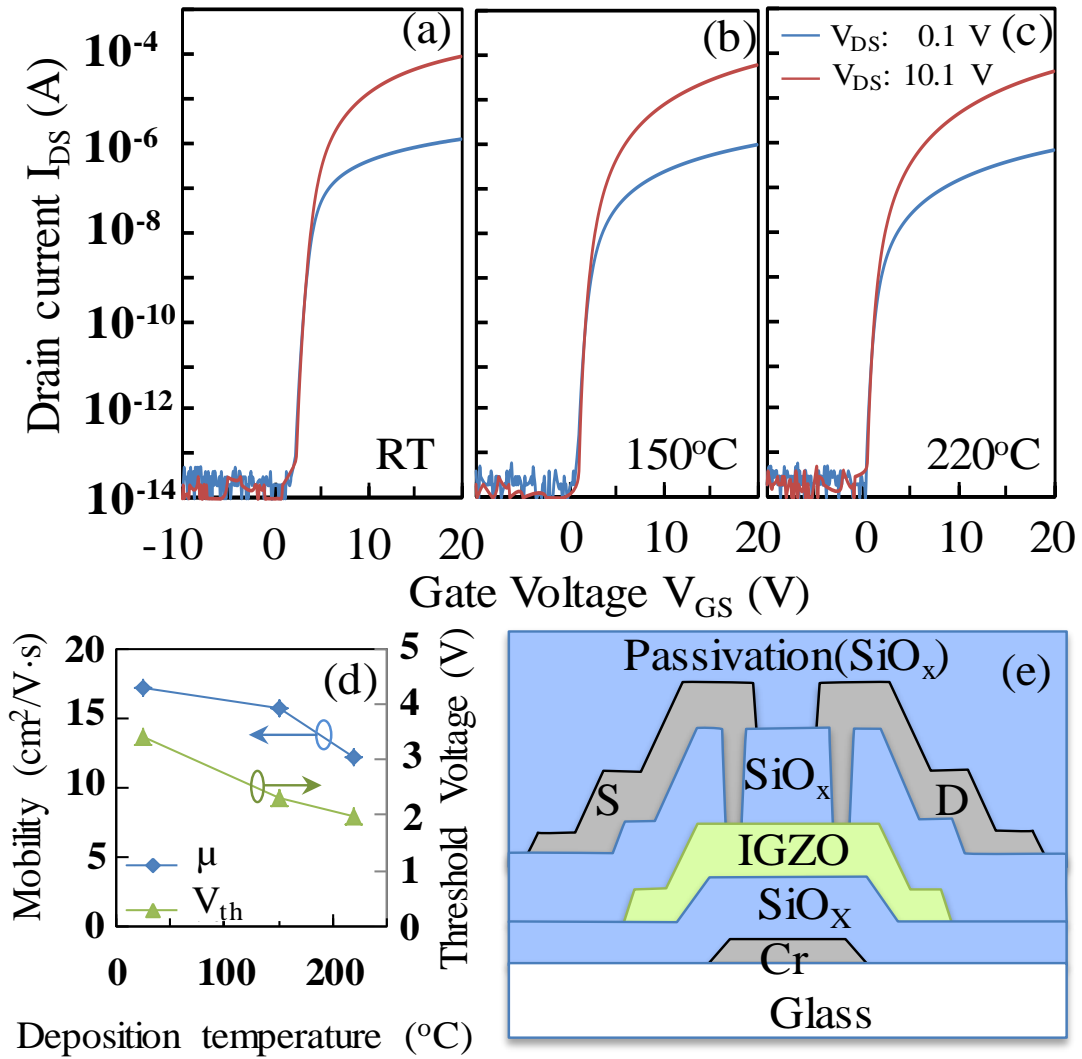 (a)
(b)
(c)
V_DS: 0.1 V
V_DS: 10.1 V
Drain current I_DS (A)
10^-4
10^-6
10^-8
10^-10
10^-12
10^-14
RT
150°C
220°C
-10 0 10 20 0 10 20 0 10 20
Gate Voltage V_GS (V)
(d)
Mobility (cm²/V·s)
20
15
10
5
0
5
4
3
2
1
0
Threshold Voltage (V)
μ
V_th
0 100 200
Deposition temperature (°C)
(e)
Passivation(SiO_x)
S
SiO_x
D
IGZO
SiO_X
Cr
Glass